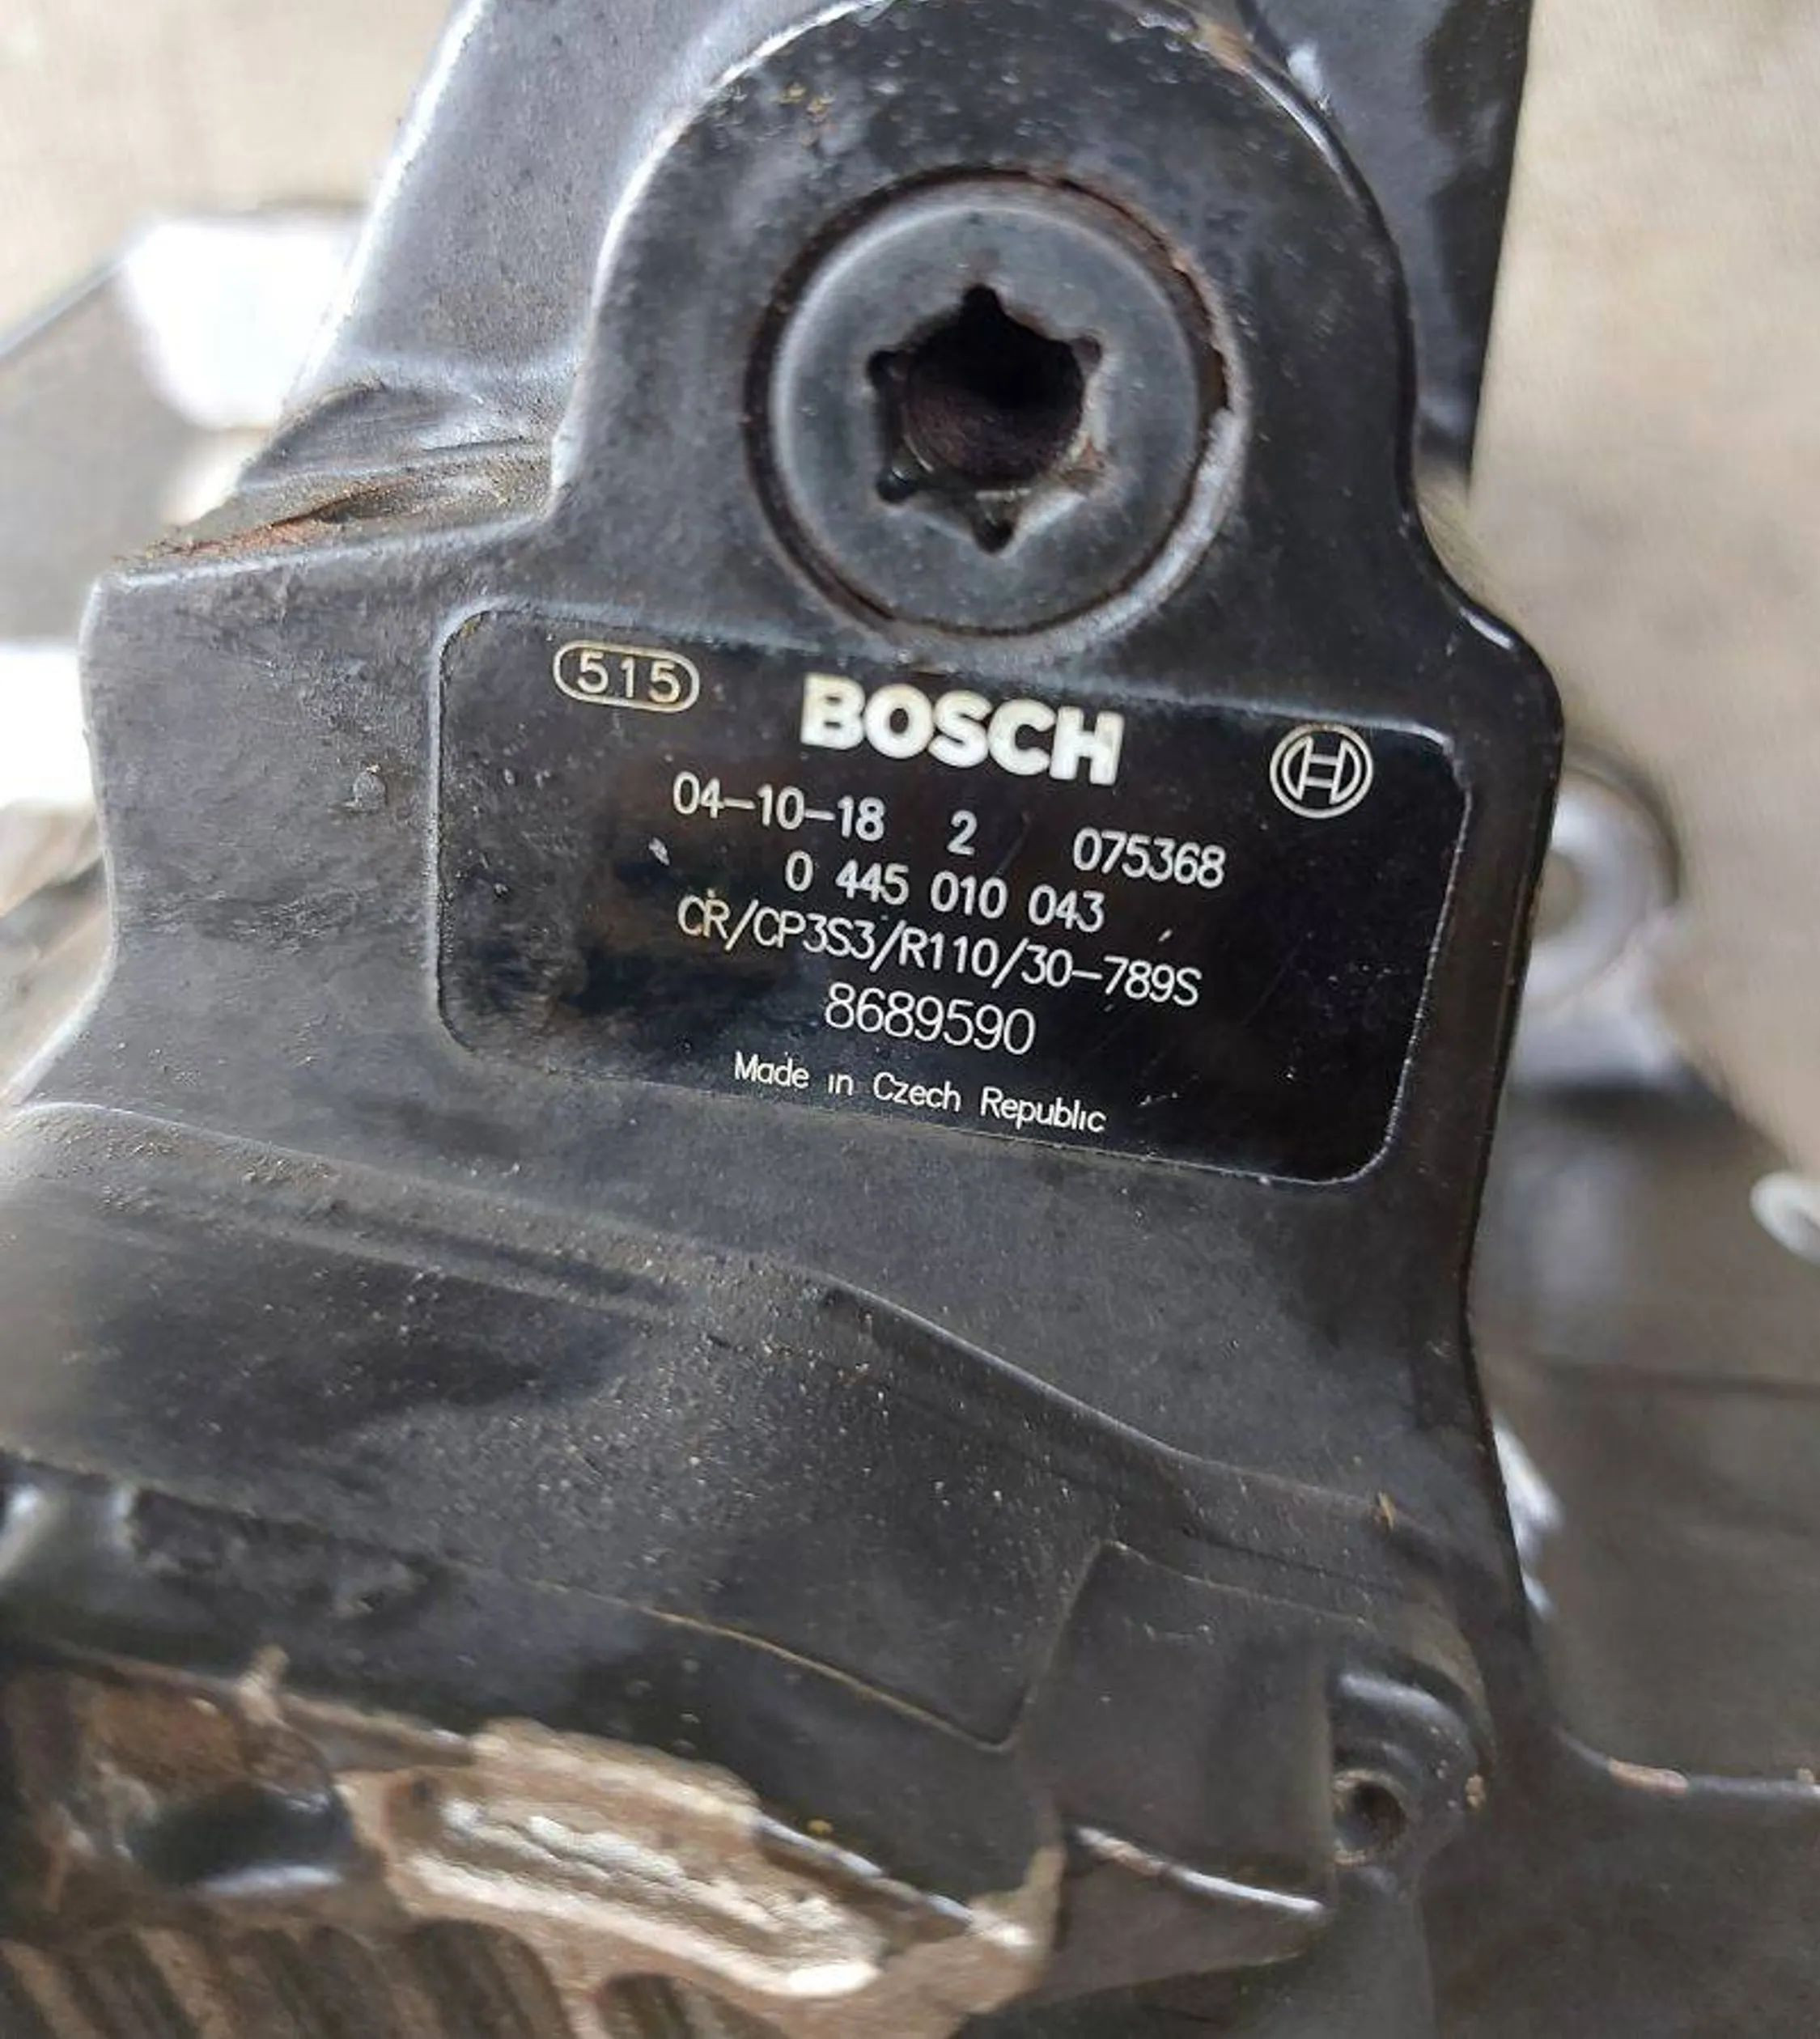 515
BOSCH
04-10-18 2 075368
0 445 010 043
CR/CP3S3/R110/30-789S
8689590
Made in Czech Republic